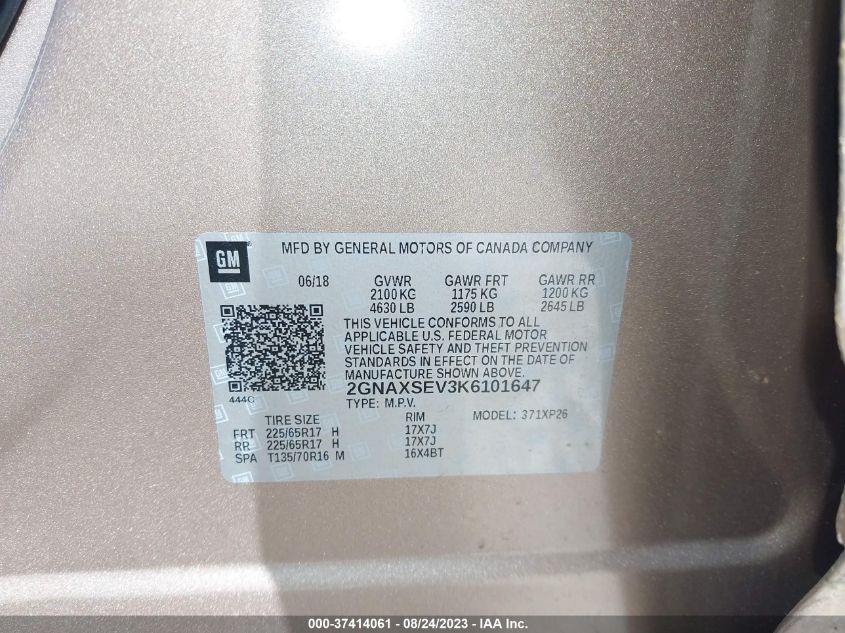 GM
MFD BY GENERAL MOTORS OF CANADA COMPANY
06/18 GVWR GAWR FRT GAWR RR
2100 KG 1175 KG 1200 KG
4630 LB 2590 LB 2645 LB
THIS VEHICLE CONFORMS TO ALL
APPLICABLE U.S. FEDERAL MOTOR
VEHICLE SAFETY AND THEFT PREVENTION
STANDARDS IN EFFECT ON THE DATE OF
MANUFACTURE SHOWN ABOVE.
2GNAXSEV3K6101647
444G
TYPE: M.P.V.
TIRE SIZE RIM MODEL: 371XP26
FRT 225/65R17 H 17X7J
RR 225/65R17 H 17X7J
SPA T135/70R16 M 16X4BT
000-37414061 - 08/24/2023 - IAA Inc.